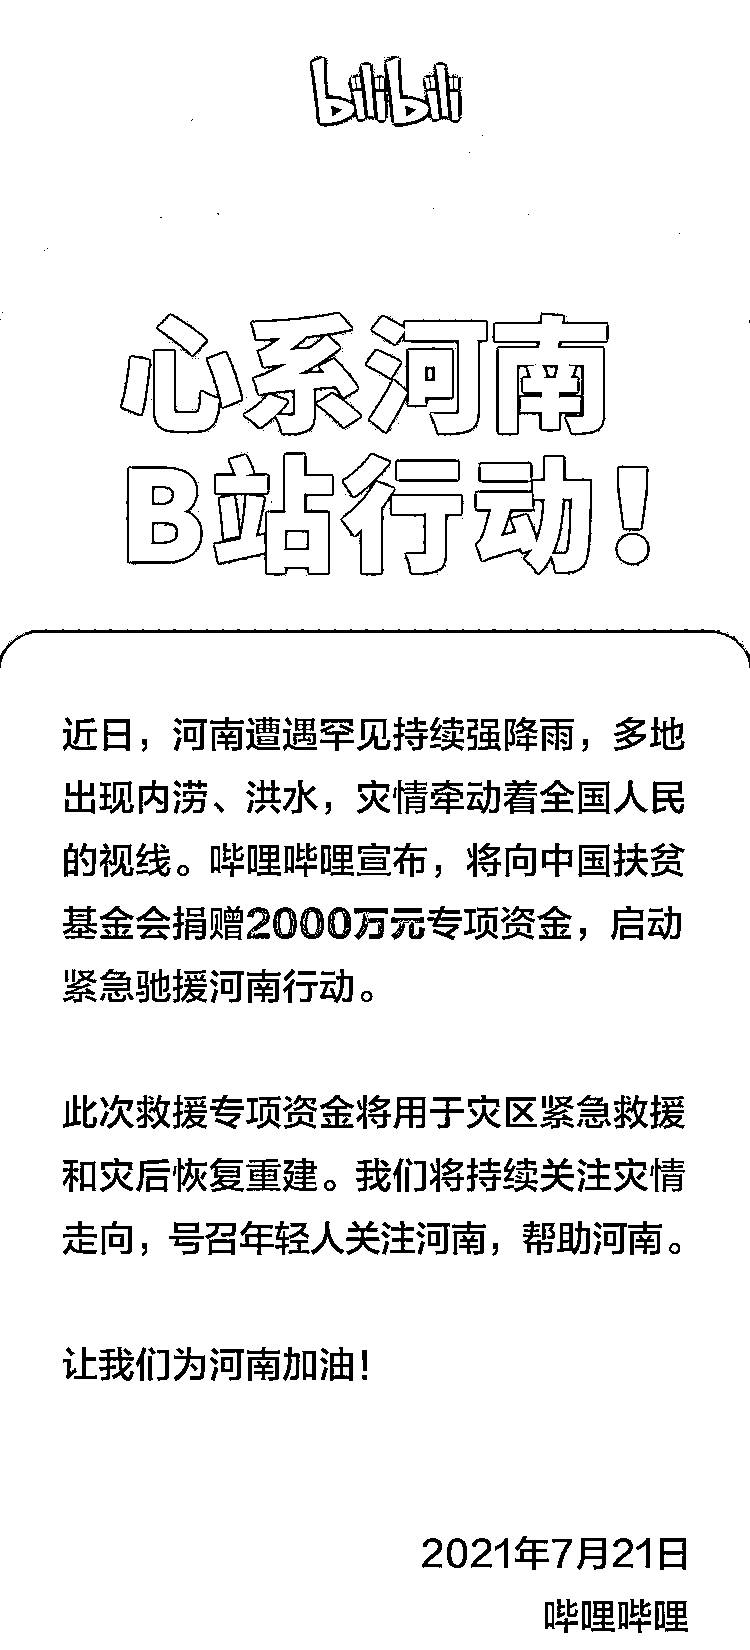 bilibili
心系河南
B站行动！
近日，河南遭遇罕见持续强降雨，多地
出现内涝、洪水，灾情牵动着全国人民
的视线。哔哩哔哩宣布，将向中国扶贫
基金会捐赠2000万元专项资金，启动
紧急驰援河南行动。
此次救援专项资金将用于灾区紧急救援
和灾后恢复重建。我们将持续关注灾情
走向，号召年轻人关注河南，帮助河南。
让我们为河南加油！
2021年7月21日
哔哩哔哩